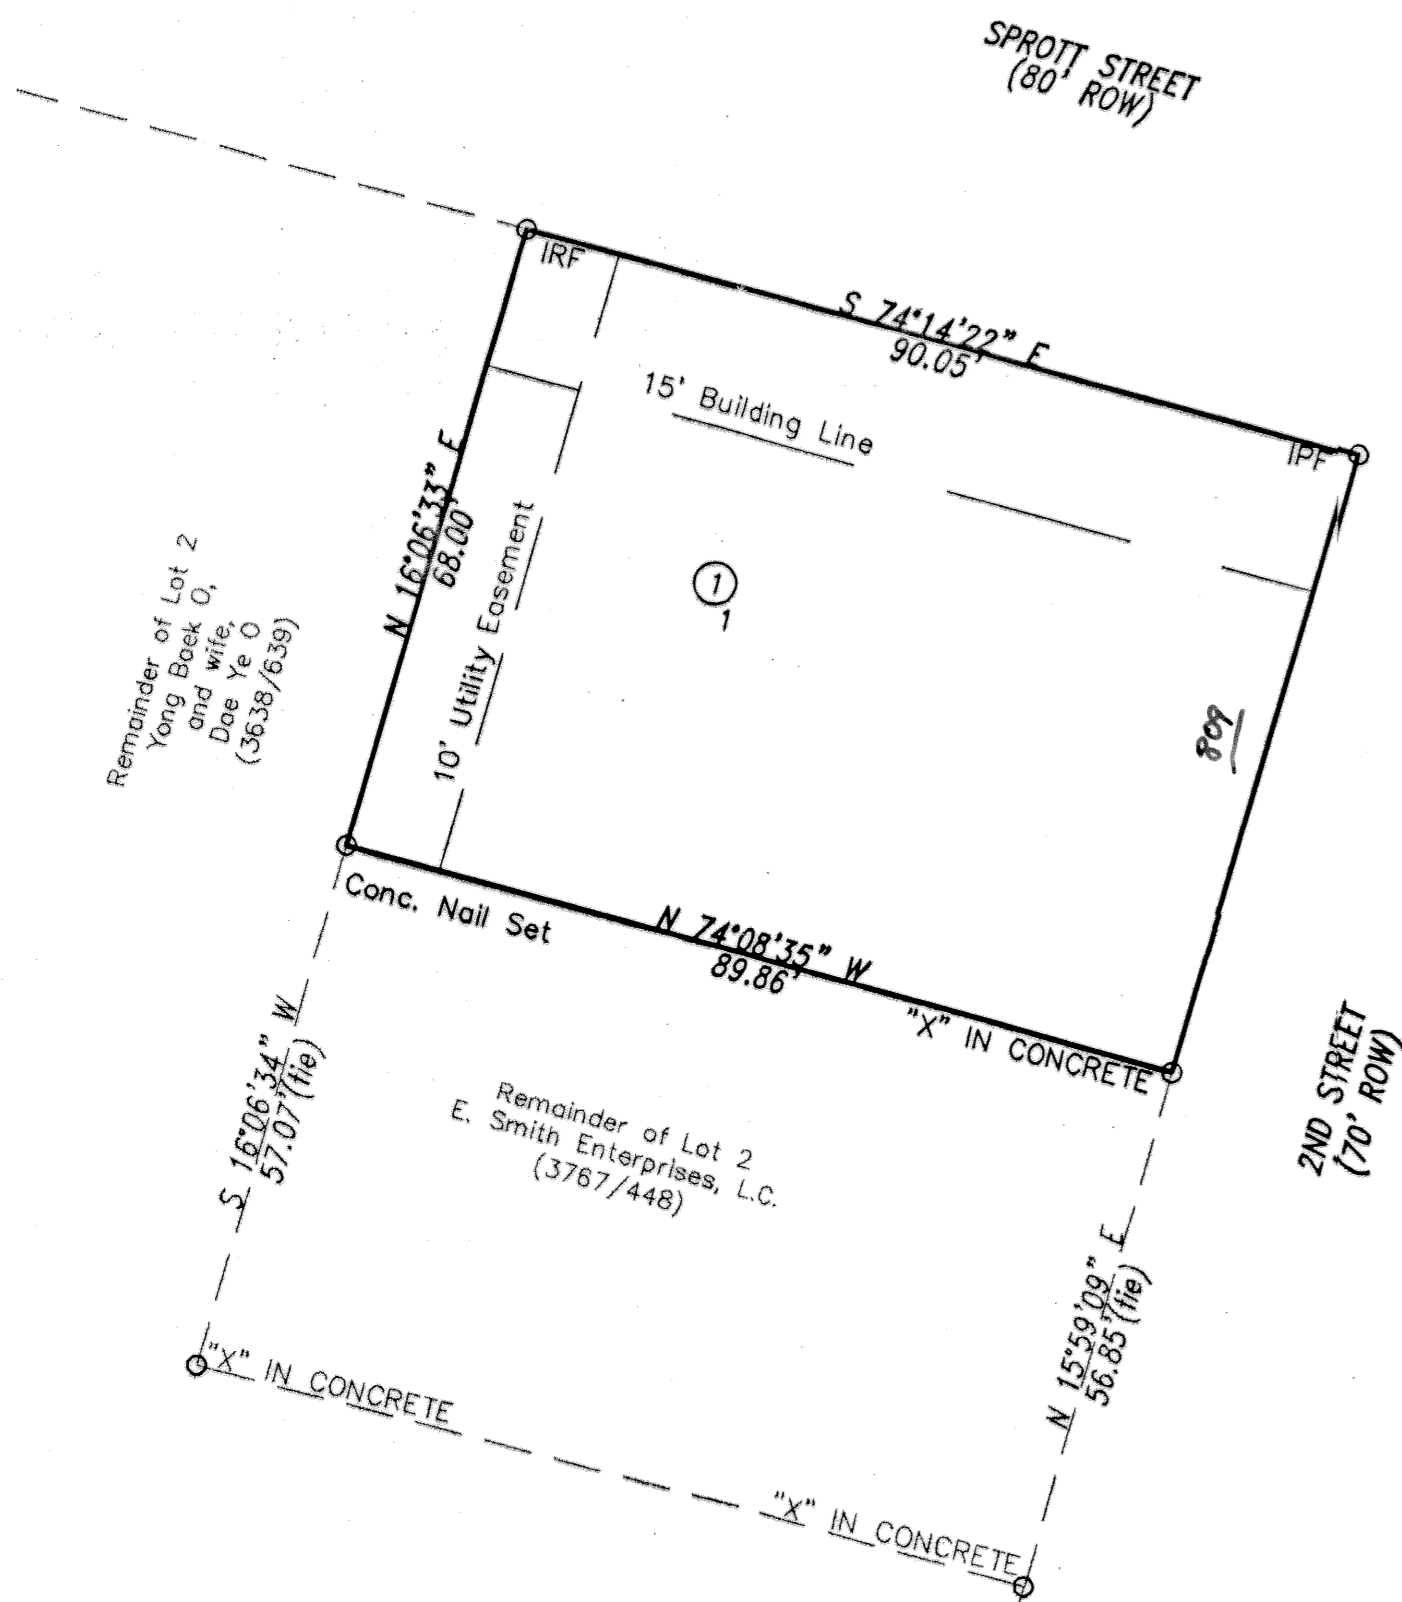 SPROTT STREET
(80' ROW)
IRF
S 74°14'22" E
90.05'
15' Building Line
IPF
N 16°06'33" E
68.00'
10' Utility Easement
1
1
Remainder of Lot 2
Yong Baek O,
and wife,
Dae Ye O
(3638/639)
809
Conc. Nail Set
N 74°08'35" W
89.86'
"X" IN CONCRETE
2ND STREET
(70' ROW)
S 16°06'34" W
57.07'(tie)
Remainder of Lot 2
E. Smith Enterprises, L.C.
(3767/448)
N 15°59'09" E
56.85'(tie)
"X" IN CONCRETE
"X" IN CONCRETE